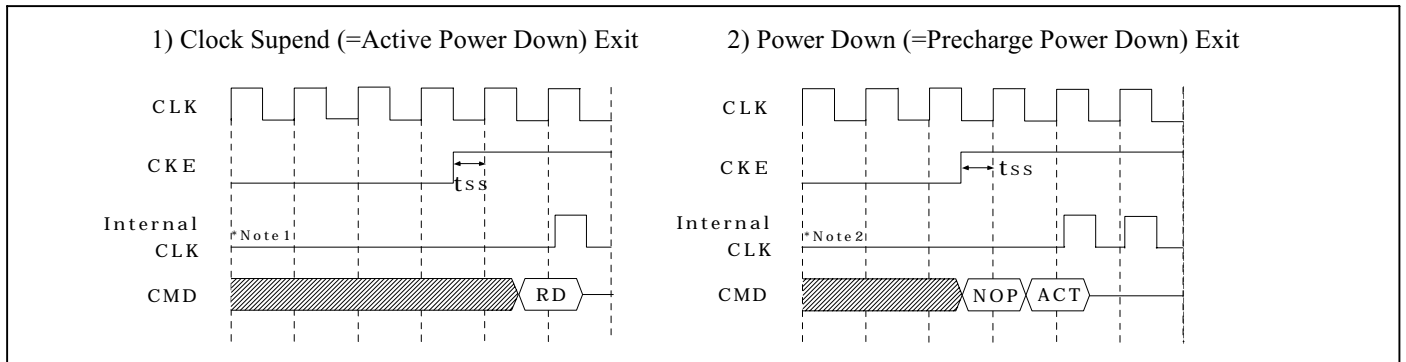 1) Clock Supend (=Active Power Down) Exit
2) Power Down (=Precharge Power Down) Exit
CLK
CKE
tss
Internal
CLK
*Note1
CMD
RD
CLK
CKE
tss
Internal
CLK
*Note2
CMD
NOP
ACT